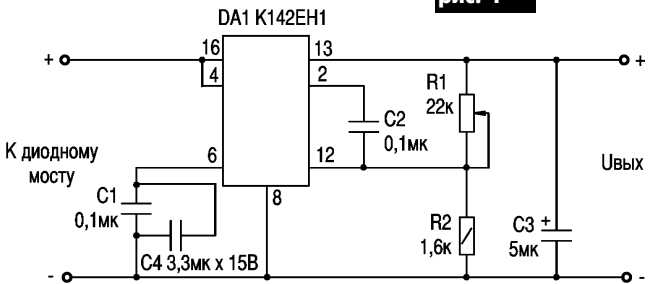 рис. 1
DA1 К142ЕН1
+
16
13
+
4
2
R1
22к
C2
0,1мк
К диодному
мосту
6
12
Uвых
C1
0,1мк
8
R2
1,6к
C3
+
5мк
C4 3,3мк х 15В
-
-